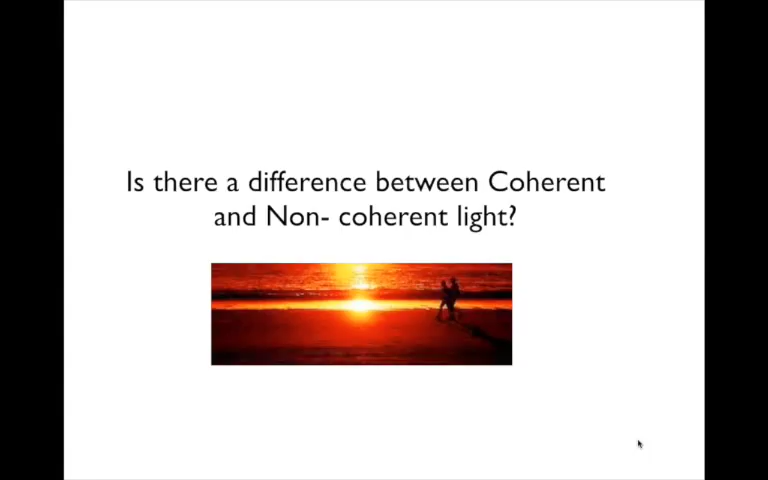 Is there a difference between Coherent
and Non- coherent light?